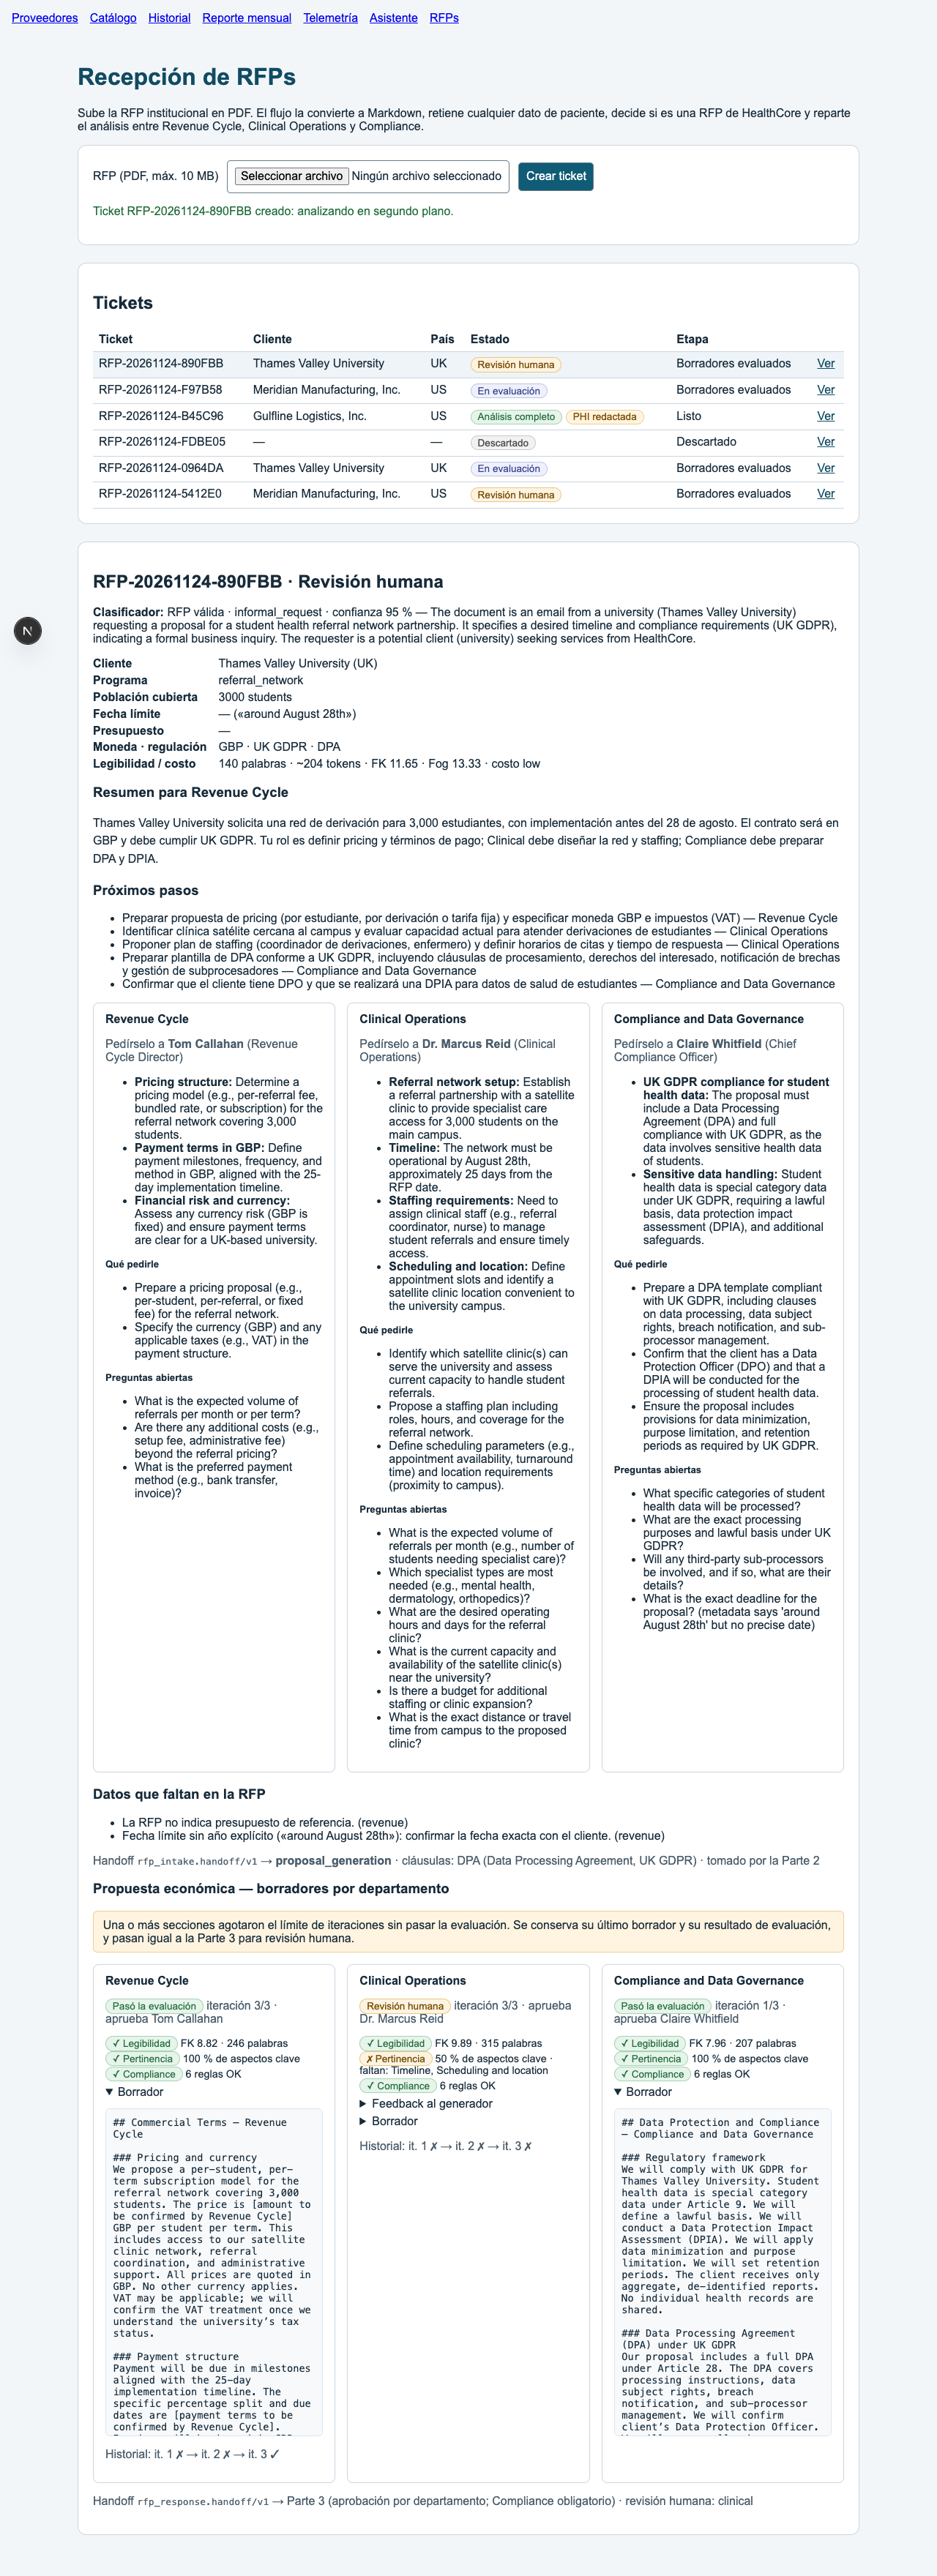 Proveedores Catálogo Historial Reporte mensual Telemetría Asistente RFPs
Recepción de RFPs
Sube la RFP institucional en PDF. El flujo la convierte a Markdown, retiene cualquier dato de paciente, decide si es una RFP de HealthCore y reparte
el análisis entre Revenue Cycle, Clinical Operations y Compliance.
RFP (PDF, máx. 10 MB) Seleccionar archivo Ningún archivo seleccionado Crear ticket
Ticket RFP-20261124-890FBB creado: analizando en segundo plano.
Tickets
Ticket Cliente País Estado Etapa
RFP-20261124-890FBB Thames Valley University UK Revisión humana Borradores evaluados Ver
RFP-20261124-F97B58 Meridian Manufacturing, Inc. US En evaluación Borradores evaluados Ver
RFP-20261124-B45C96 Gulfline Logistics, Inc. US Análisis completo PHI redactada Listo Ver
RFP-20261124-FDBE05 — — Descartado Descartado Ver
RFP-20261124-0964DA Thames Valley University UK En evaluación Borradores evaluados Ver
RFP-20261124-5412E0 Meridian Manufacturing, Inc. US Revisión humana Borradores evaluados Ver
RFP-20261124-890FBB · Revisión humana
Clasificador: RFP válida · informal_request · confianza 95 % — The document is an email from a university (Thames Valley University)
requesting a proposal for a student health referral network partnership. It specifies a desired timeline and compliance requirements (UK GDPR),
indicating a formal business inquiry. The requester is a potential client (university) seeking services from HealthCore.
N
Cliente Thames Valley University (UK)
Programa referral_network
Población cubierta 3000 students
Fecha límite — («around August 28th»)
Presupuesto —
Moneda · regulación GBP · UK GDPR · DPA
Legibilidad / costo 140 palabras · ~204 tokens · FK 11.65 · Fog 13.33 · costo low
Resumen para Revenue Cycle
Thames Valley University solicita una red de derivación para 3,000 estudiantes, con implementación antes del 28 de agosto. El contrato será en
GBP y debe cumplir UK GDPR. Tu rol es definir pricing y términos de pago; Clinical debe diseñar la red y staffing; Compliance debe preparar
DPA y DPIA.
Próximos pasos
• Preparar propuesta de pricing (por estudiante, por derivación o tarifa fija) y especificar moneda GBP e impuestos (VAT) — Revenue Cycle
• Identificar clínica satélite cercana al campus y evaluar capacidad actual para atender derivaciones de estudiantes — Clinical Operations
• Proponer plan de staffing (coordinador de derivaciones, enfermero) y definir horarios de citas y tiempo de respuesta — Clinical Operations
• Preparar plantilla de DPA conforme a UK GDPR, incluyendo cláusulas de procesamiento, derechos del interesado, notificación de brechas
y gestión de subprocesadores — Compliance and Data Governance
• Confirmar que el cliente tiene DPO y que se realizará una DPIA para datos de salud de estudiantes — Compliance and Data Governance
Revenue Cycle
Pedírselo a Tom Callahan (Revenue
Cycle Director)
• Pricing structure: Determine a
pricing model (e.g., per-referral fee,
bundled rate, or subscription) for the
referral network covering 3,000
students.
• Payment terms in GBP: Define
payment milestones, frequency, and
method in GBP, aligned with the 25-
day implementation timeline.
• Financial risk and currency:
Assess any currency risk (GBP is
fixed) and ensure payment terms
are clear for a UK-based university.
Qué pedirle
• Prepare a pricing proposal (e.g.,
per-student, per-referral, or fixed
fee) for the referral network.
• Specify the currency (GBP) and any
applicable taxes (e.g., VAT) in the
payment structure.
Preguntas abiertas
• What is the expected volume of
referrals per month or per term?
• Are there any additional costs (e.g.,
setup fee, administrative fee)
beyond the referral pricing?
• What is the preferred payment
method (e.g., bank transfer,
invoice)?
Clinical Operations
Pedírselo a Dr. Marcus Reid (Clinical
Operations)
• Referral network setup: Establish
a referral partnership with a satellite
clinic to provide specialist care
access for 3,000 students on the
main campus.
• Timeline: The network must be
operational by August 28th,
approximately 25 days from the
RFP date.
• Staffing requirements: Need to
assign clinical staff (e.g., referral
coordinator, nurse) to manage
student referrals and ensure timely
access.
• Scheduling and location: Define
appointment slots and identify a
satellite clinic location convenient to
the university campus.
Qué pedirle
• Identify which satellite clinic(s) can
serve the university and assess
current capacity to handle student
referrals.
• Propose a staffing plan including
roles, hours, and coverage for the
referral network.
• Define scheduling parameters (e.g.,
appointment availability, turnaround
time) and location requirements
(proximity to campus).
Preguntas abiertas
• What is the expected volume of
referrals per month (e.g., number of
students needing specialist care)?
• Which specialist types are most
needed (e.g., mental health,
dermatology, orthopedics)?
• What are the desired operating
hours and days for the referral
clinic?
• What is the current capacity and
availability of the satellite clinic(s)
near the university?
• Is there a budget for additional
staffing or clinic expansion?
• What is the exact distance or travel
time from campus to the proposed
clinic?
Compliance and Data Governance
Pedírselo a Claire Whitfield (Chief
Compliance Officer)
• UK GDPR compliance for student
health data: The proposal must
include a Data Processing
Agreement (DPA) and full
compliance with UK GDPR, as the
data involves sensitive health data
of students.
• Sensitive data handling: Student
health data is special category data
under UK GDPR, requiring a lawful
basis, data protection impact
assessment (DPIA), and additional
safeguards.
Qué pedirle
• Prepare a DPA template compliant
with UK GDPR, including clauses
on data processing, data subject
rights, breach notification, and sub-
processor management.
• Confirm that the client has a Data
Protection Officer (DPO) and that a
DPIA will be conducted for the
processing of student health data.
• Ensure the proposal includes
provisions for data minimization,
purpose limitation, and retention
periods as required by UK GDPR.
Preguntas abiertas
• What specific categories of student
health data will be processed?
• What are the exact processing
purposes and lawful basis under UK
GDPR?
• Will any third-party sub-processors
be involved, and if so, what are their
details?
• What is the exact deadline for the
proposal? (metadata says 'around
August 28th' but no precise date)
Datos que faltan en la RFP
• La RFP no indica presupuesto de referencia. (revenue)
• Fecha límite sin año explícito («around August 28th»): confirmar la fecha exacta con el cliente. (revenue)
Handoff rfp_intake.handoff/v1 → proposal_generation · cláusulas: DPA (Data Processing Agreement, UK GDPR) · tomado por la Parte 2
Propuesta económica — borradores por departamento
Una o más secciones agotaron el límite de iteraciones sin pasar la evaluación. Se conserva su último borrador y su resultado de evaluación,
y pasan igual a la Parte 3 para revisión humana.
Revenue Cycle
Pasó la evaluación iteración 3/3 ·
aprueba Tom Callahan
✓ Legibilidad FK 8.82 · 246 palabras
✓ Pertinencia 100 % de aspectos clave
✓ Compliance 6 reglas OK
▼ Borrador
## Commercial Terms — Revenue
Cycle
### Pricing and currency
We propose a per-student, per-
term subscription model for the
referral network covering 3,000
students. The price is [amount to
be confirmed by Revenue Cycle]
GBP per student per term. This
includes access to our satellite
clinic network, referral
coordination, and administrative
support. All prices are quoted in
GBP. No other currency applies.
VAT may be applicable; we will
confirm the VAT treatment once we
understand the university's tax
status.
### Payment structure
Payment will be due in milestones
aligned with the 25-day
implementation timeline. The
specific percentage split and due
dates are [payment terms to be
confirmed by Revenue Cycle].
Historial: it. 1 ✗ → it. 2 ✗ → it. 3 ✓
Clinical Operations
Revisión humana iteración 3/3 · aprueba
Dr. Marcus Reid
✓ Legibilidad FK 9.89 · 315 palabras
✗ Pertinencia 50 % de aspectos clave ·
faltan: Timeline, Scheduling and location
✓ Compliance 6 reglas OK
▶ Feedback al generador
▶ Borrador
Historial: it. 1 ✗ → it. 2 ✗ → it. 3 ✗
Compliance and Data Governance
Pasó la evaluación iteración 1/3 ·
aprueba Claire Whitfield
✓ Legibilidad FK 7.96 · 207 palabras
✓ Pertinencia 100 % de aspectos clave
✓ Compliance 6 reglas OK
▼ Borrador
## Data Protection and Compliance
— Compliance and Data Governance
### Regulatory framework
We will comply with UK GDPR for
Thames Valley University. Student
health data is special category
data under Article 9. We will
define a lawful basis. We will
conduct a Data Protection Impact
Assessment (DPIA). We will apply
data minimization and purpose
limitation. We will set retention
periods. The client receives only
aggregate, de-identified reports.
No individual health records are
shared.
### Data Processing Agreement
(DPA) under UK GDPR
Our proposal includes a full DPA
under Article 28. The DPA covers
processing instructions, data
subject rights, breach
notification, and sub-processor
management. We will confirm
client's Data Protection Officer.
Handoff rfp_response.handoff/v1 → Parte 3 (aprobación por departamento; Compliance obligatorio) · revisión humana: clinical